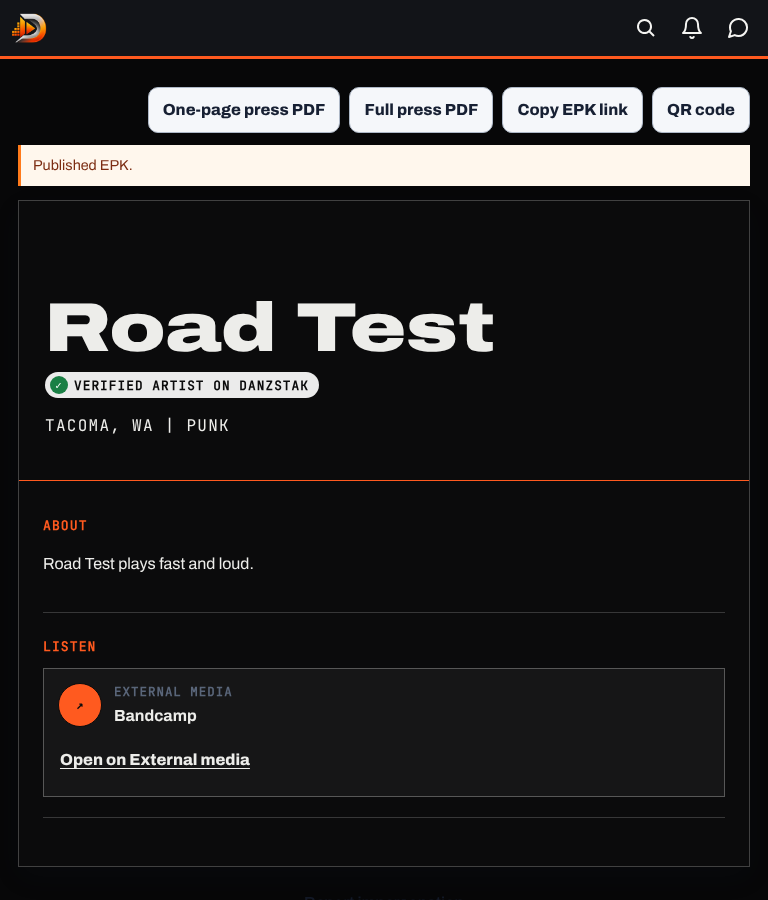 One-page press PDF
Full press PDF
Copy EPK link
QR code
Published EPK.
Road Test
✓ VERIFIED ARTIST ON DANZSTAK
TACOMA, WA | PUNK
ABOUT
Road Test plays fast and loud.
LISTEN
↗
EXTERNAL MEDIA
Bandcamp
Open on External media